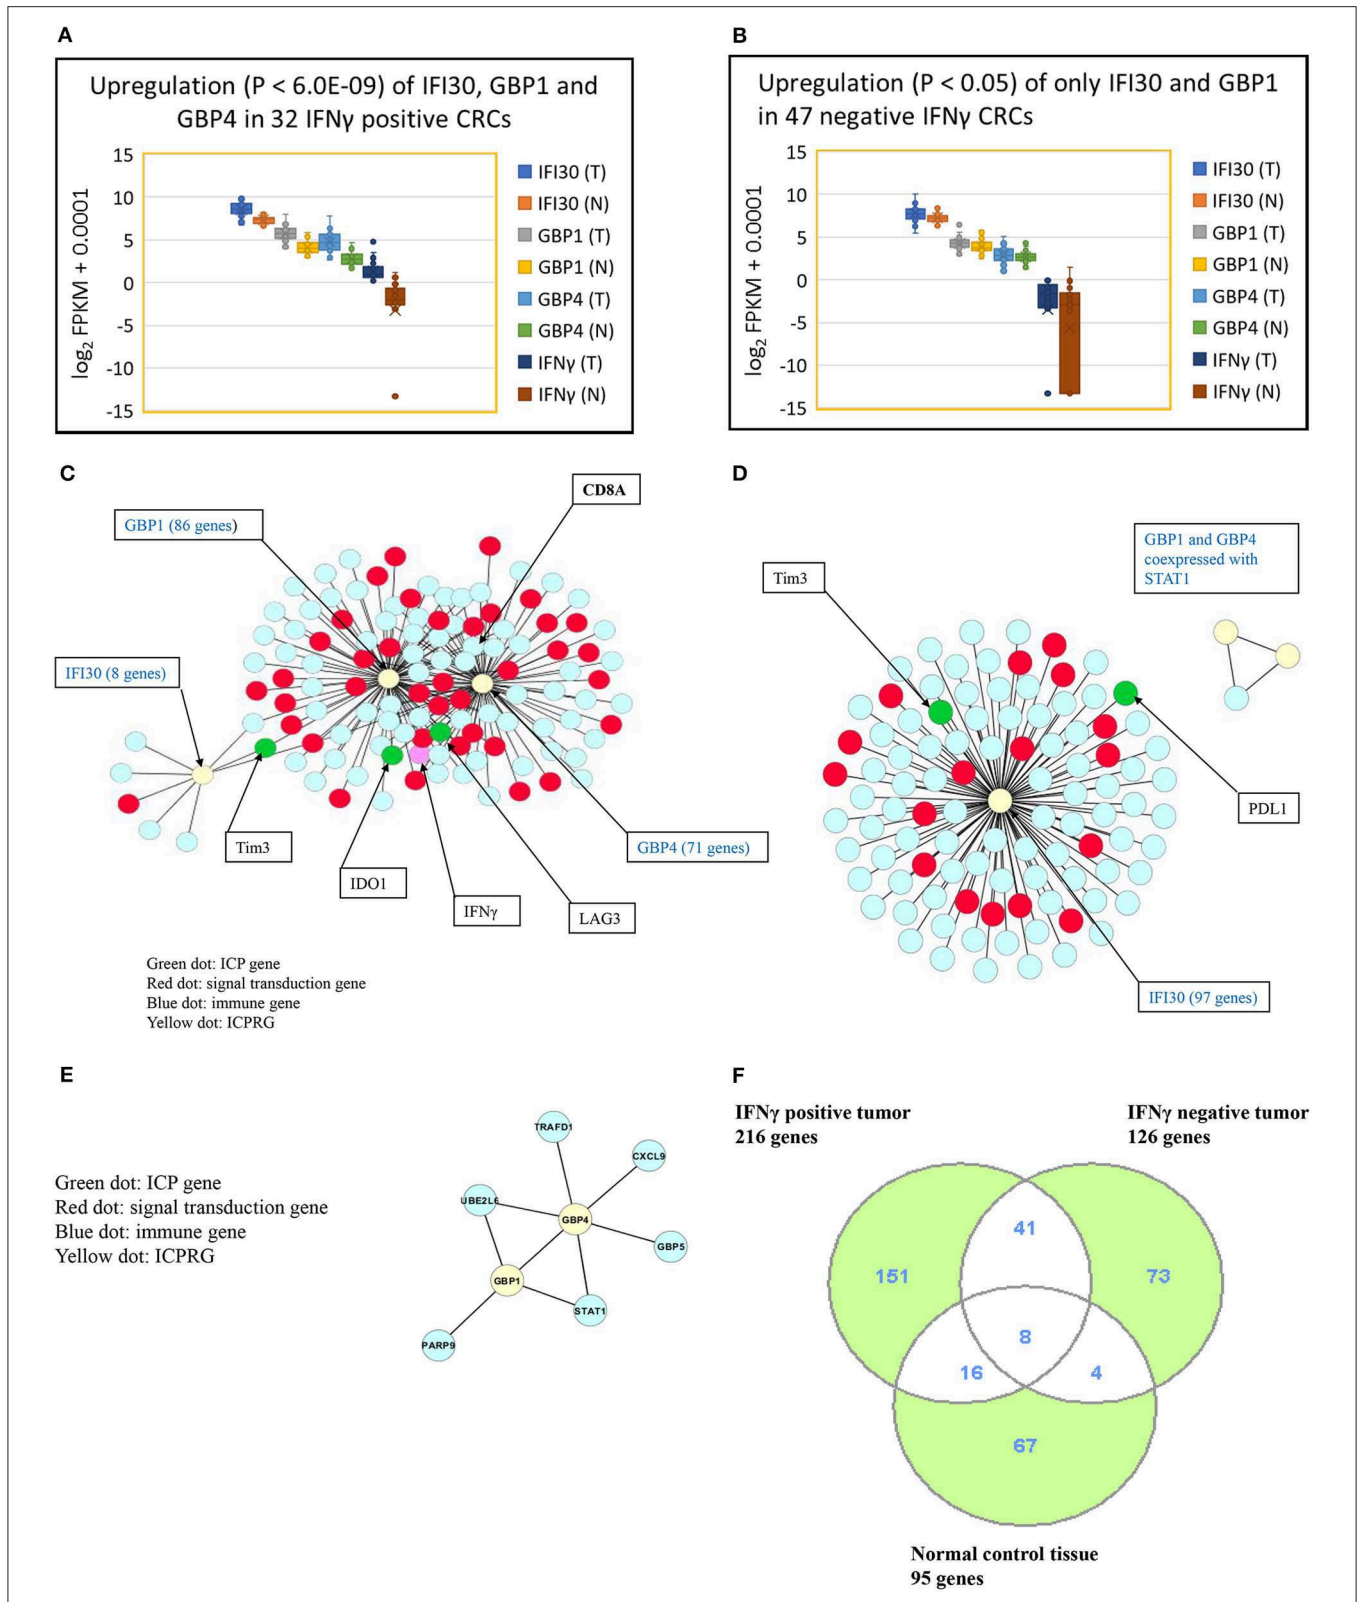 A
Upregulation (P < 6.0E-09) of IFI30, GBP1 and
GBP4 in 32 IFNγ positive CRCs
15
10
5
0
-5
-10
-15
log2 FPKM + 0.0001
IFI30 (T)
IFI30 (N)
GBP1 (T)
GBP1 (N)
GBP4 (T)
GBP4 (N)
IFNγ (T)
IFNγ (N)
B
Upregulation (P < 0.05) of only IFI30 and GBP1
in 47 negative IFNγ CRCs
15
10
5
0
-5
-10
-15
log2 FPKM + 0.0001
IFI30 (T)
IFI30 (N)
GBP1 (T)
GBP1 (N)
GBP4 (T)
GBP4 (N)
IFNγ (T)
IFNγ (N)
C
CD8A
GBP1 (86 genes)
IFI30 (8 genes)
Tim3
IDO1
IFNγ
LAG3
GBP4 (71 genes)
Green dot: ICP gene
Red dot: signal transduction gene
Blue dot: immune gene
Yellow dot: ICPRG
D
GBP1 and GBP4
coexpressed with
STAT1
Tim3
PDL1
IFI30 (97 genes)
E
Green dot: ICP gene
Red dot: signal transduction gene
Blue dot: immune gene
Yellow dot: ICPRG
TRAFD1
CXCL9
UBE2L6
GBP4
GBP5
GBP1
STAT1
PARP9
F
IFNγ positive tumor
216 genes
IFNγ negative tumor
126 genes
41
151
73
8
16
4
67
Normal control tissue
95 genes